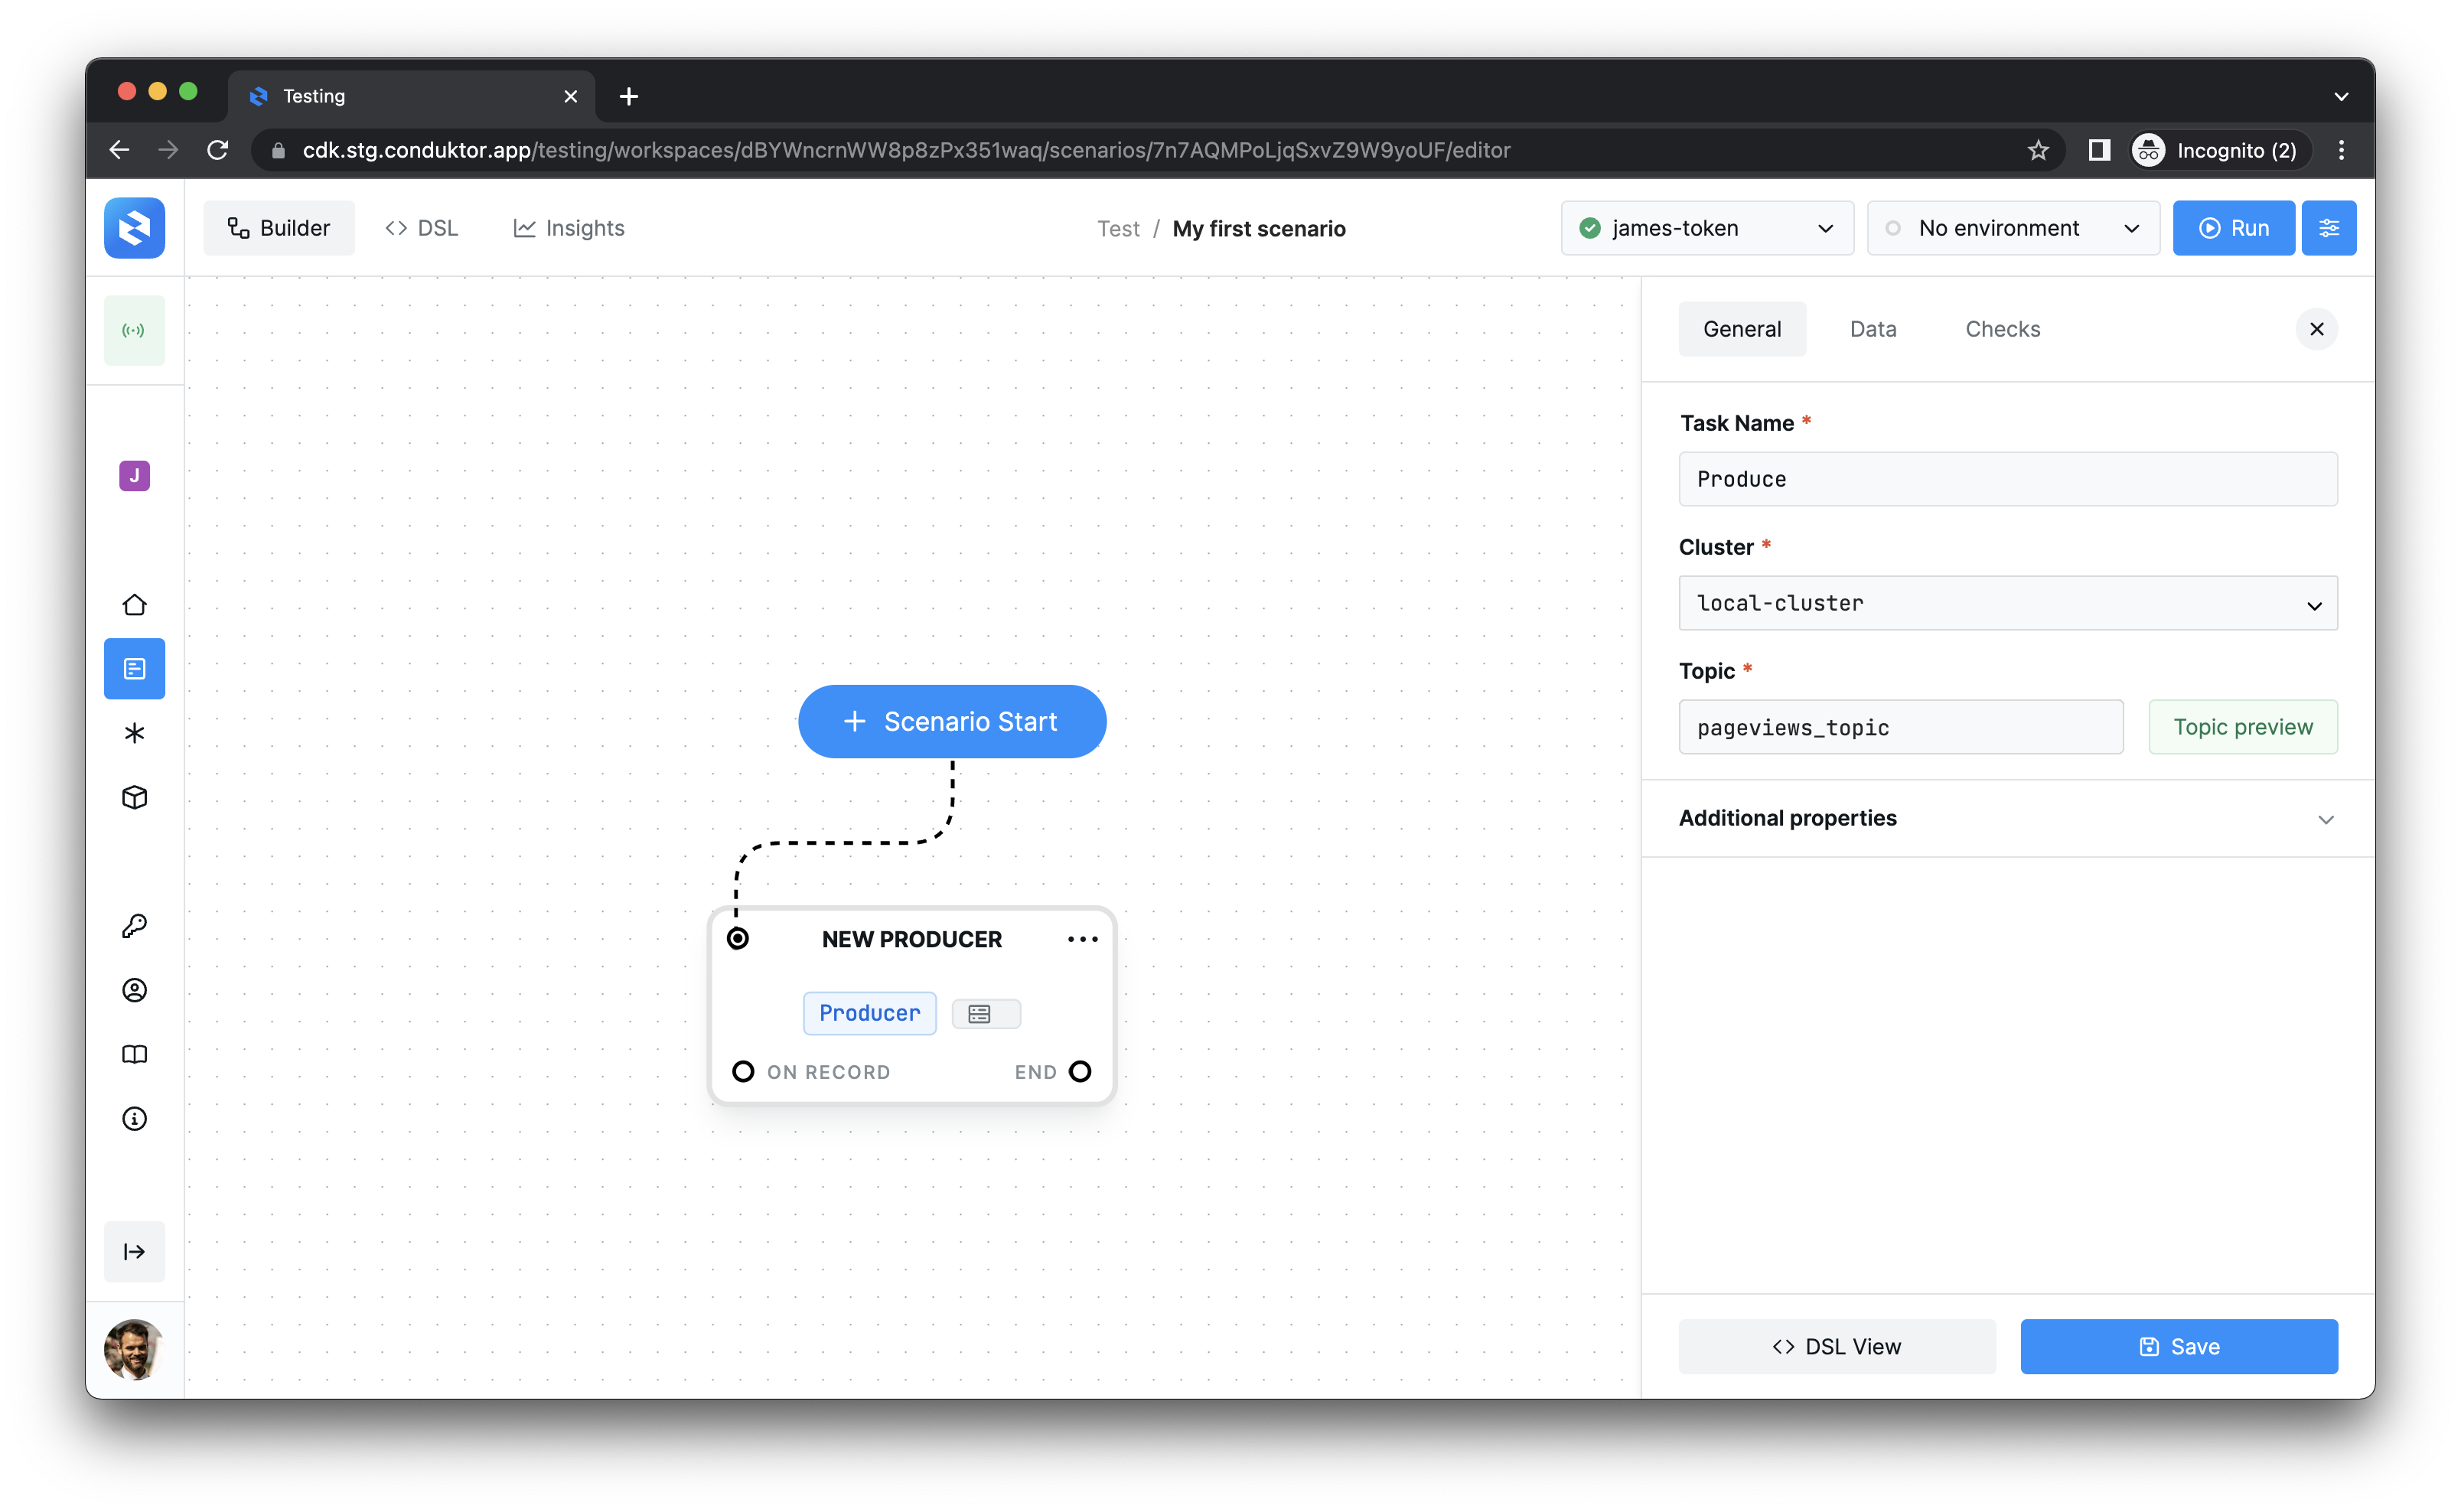 Testing
cdk.stg.conduktor.app/testing/workspaces/dBYWncrnWW8p8zPx351waq/scenarios/7n7AQMPoLjqSxvZ9W9yoUF/editor
Incognito (2)
Builder
DSL
Insights
Test / My first scenario
james-token
No environment
Run
J
General
Data
Checks
Task Name *
Produce
Cluster *
local-cluster
Topic *
pageviews_topic
Topic preview
Additional properties
+ Scenario Start
NEW PRODUCER
Producer
ON RECORD
END
<> DSL View
Save